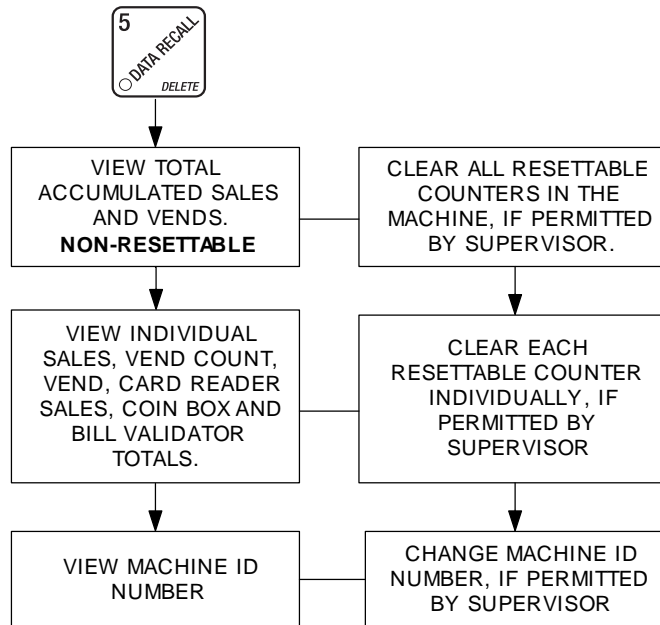 5
DATA RECALL
DELETE
VIEW TOTAL
ACCUMULATED SALES
AND VENDS.
NON-RESETTABLE
CLEAR ALL RESETTABLE
COUNTERS IN THE
MACHINE, IF PERMITTED
BY SUPERVISOR.
VIEW INDIVIDUAL
SALES, VEND COUNT,
VEND, CARD READER
SALES, COIN BOX AND
BILL VALIDATOR
TOTALS.
CLEAR EACH
RESETTABLE COUNTER
INDIVIDUALLY, IF
PERMITTED BY
SUPERVISOR
VIEW MACHINE ID
NUMBER
CHANGE MACHINE ID
NUMBER, IF PERMITTED
BY SUPERVISOR